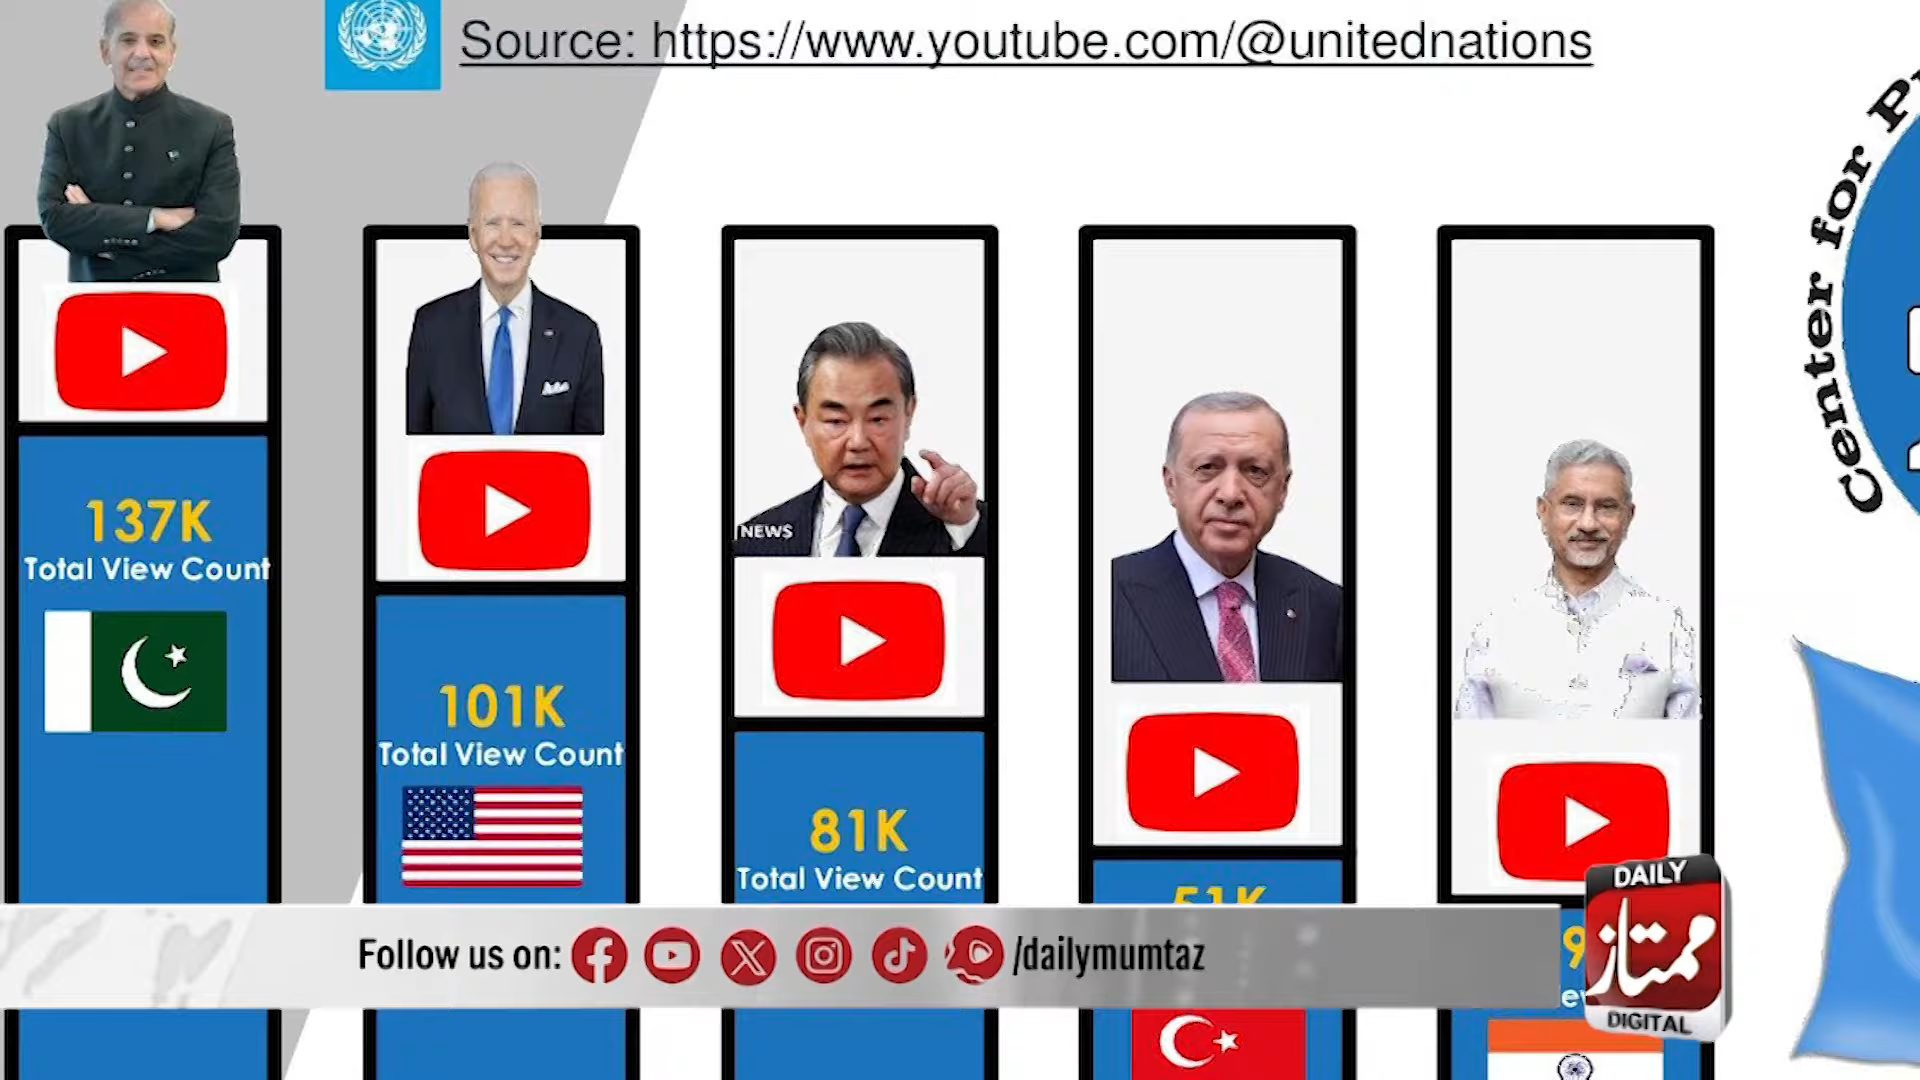 Source: https://www.youtube.com/@unitednations
Center for
137K
Total View Count
101K
Total View Count
NEWS
81K
Total View Count
51K
Follow us on: /dailymumtaz
DAILY
ممتاز
DIGITAL